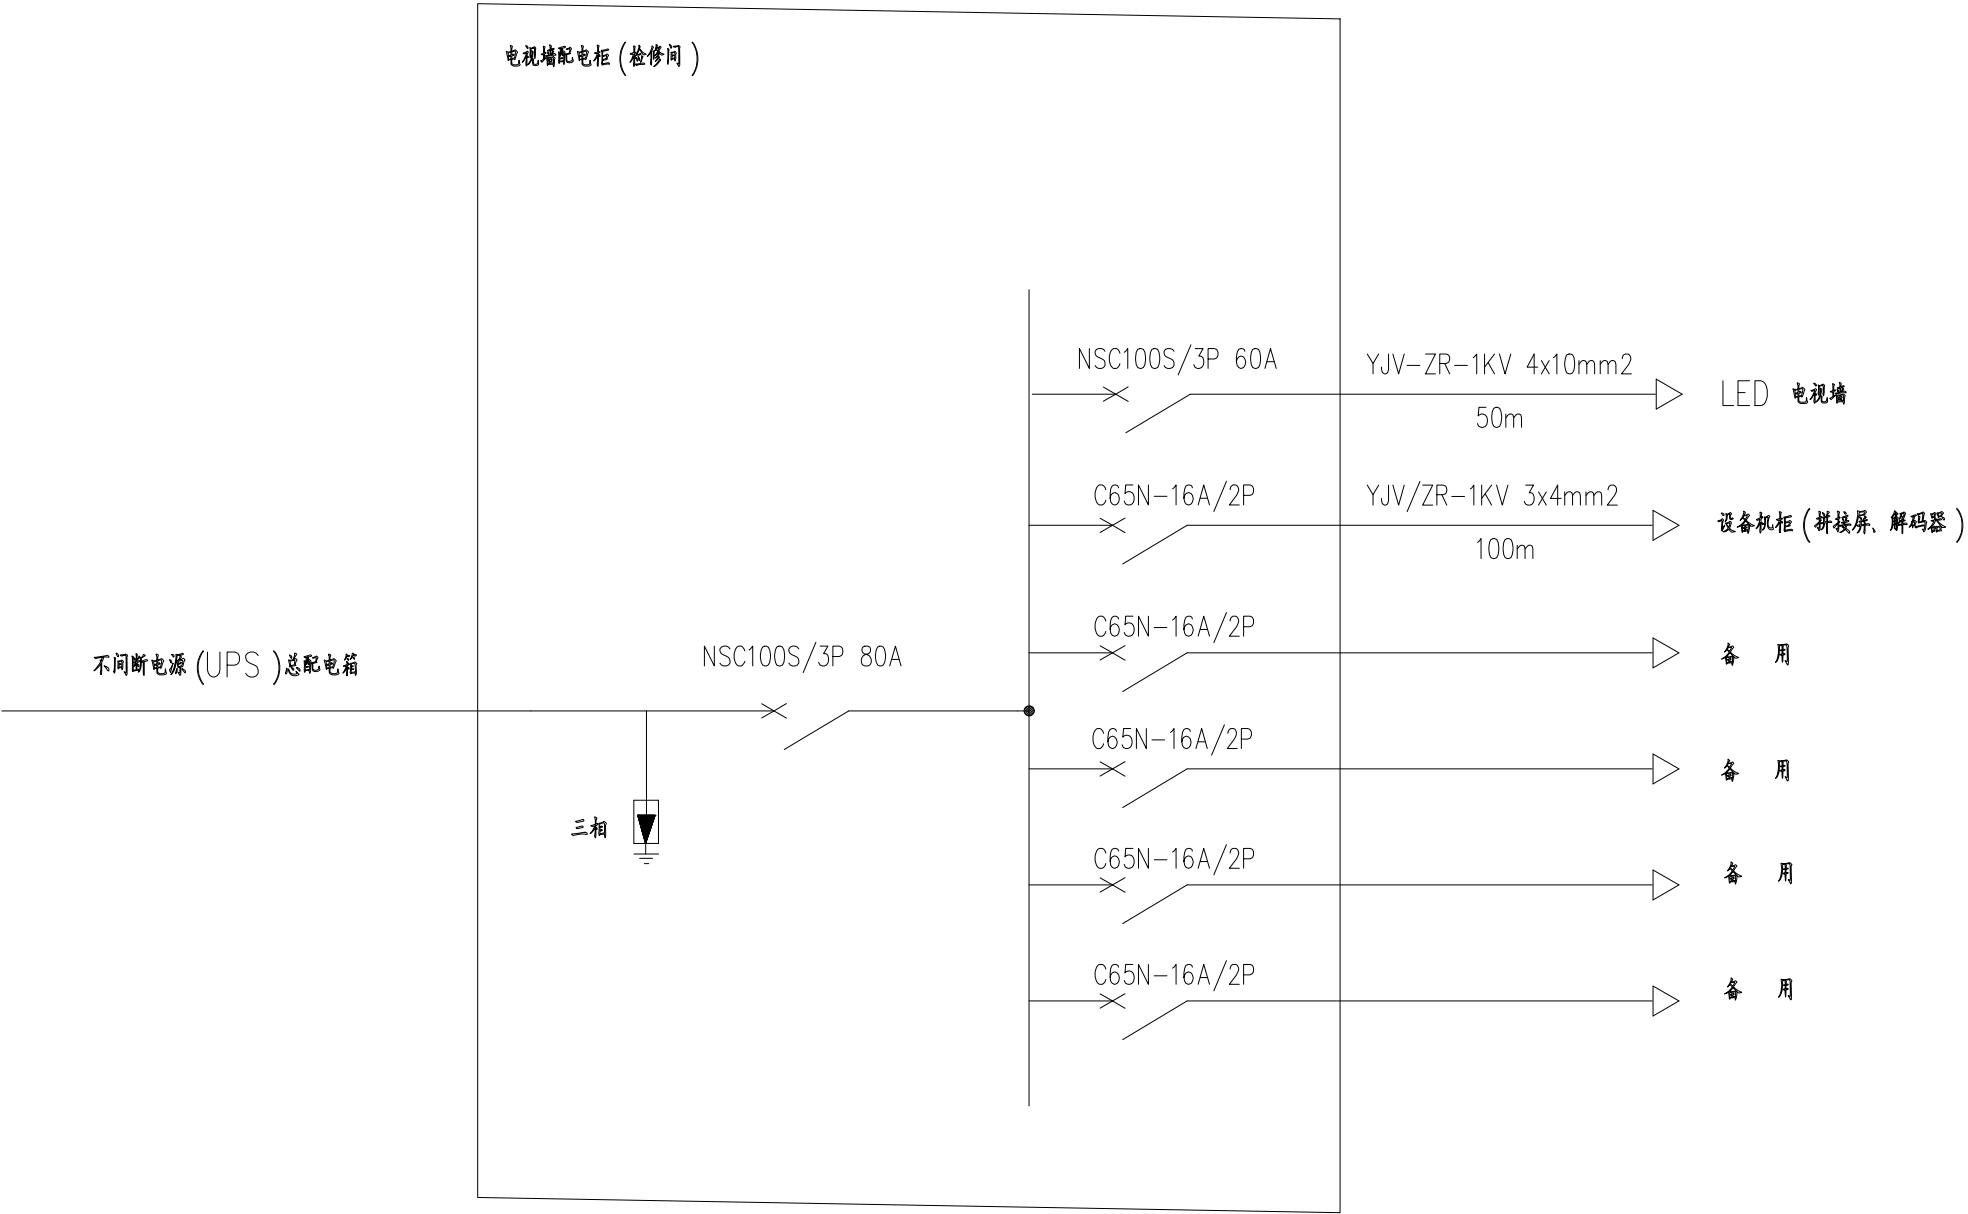 电视墙配电柜(检修间)
NSC100S/3P 60A
YJV-ZR-1KV 4x10mm2
LED 电视墙
50m
C65N-16A/2P
YJV/ZR-1KV 3x4mm2
设备机柜(拼接屏、解码器)
100m
C65N-16A/2P
备 用
不间断电源(UPS)总配电箱
NSC100S/3P 80A
C65N-16A/2P
备 用
三相
C65N-16A/2P
备 用
C65N-16A/2P
备 用